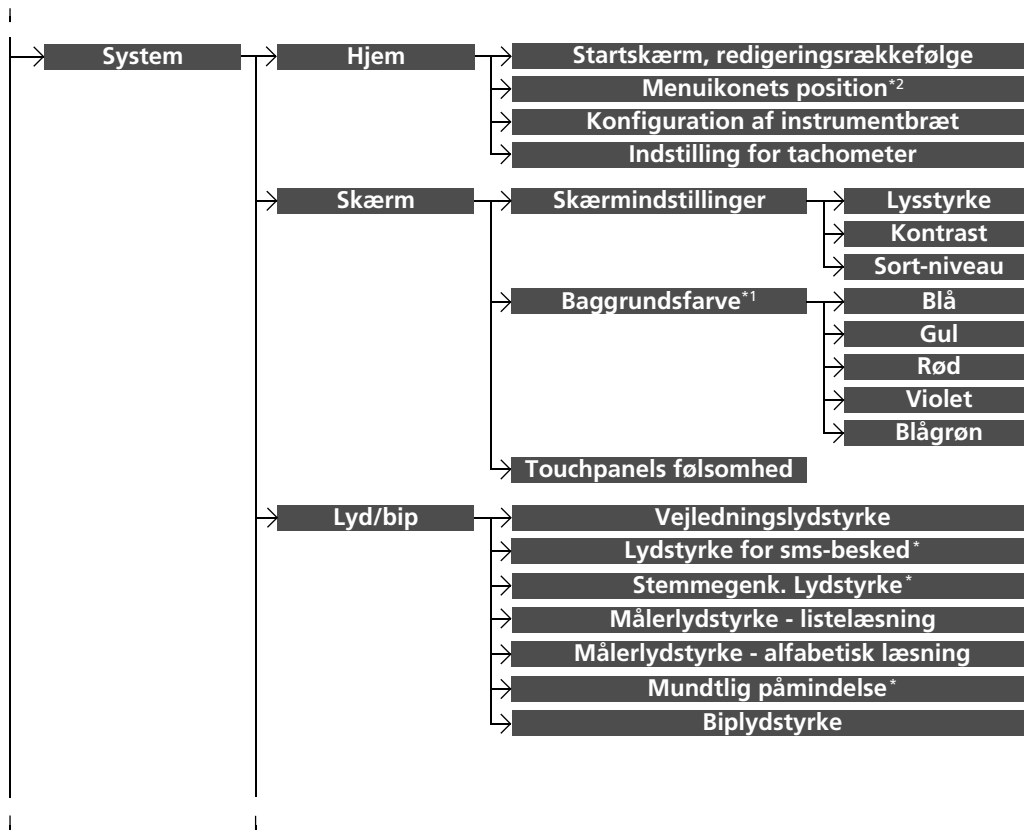 System
Hjem
Startskærm, redigeringsrækkefølge
Menuikonets position*2
Konfiguration af instrumentbræt
Indstilling for tachometer
Skærm
Skærmindstillinger
Lysstyrke
Kontrast
Sort-niveau
Baggrundsfarve*1
Blå
Gul
Rød
Violet
Blågrøn
Touchpanels følsomhed
Lyd/bip
Vejledningslydstyrke
Lydstyrke for sms-besked*
Stemmegenk. Lydstyrke*
Målerlydstyrke - listelæsning
Målerlydstyrke - alfabetisk læsning
Mundtlig påmindelse*
Biplydstyrke